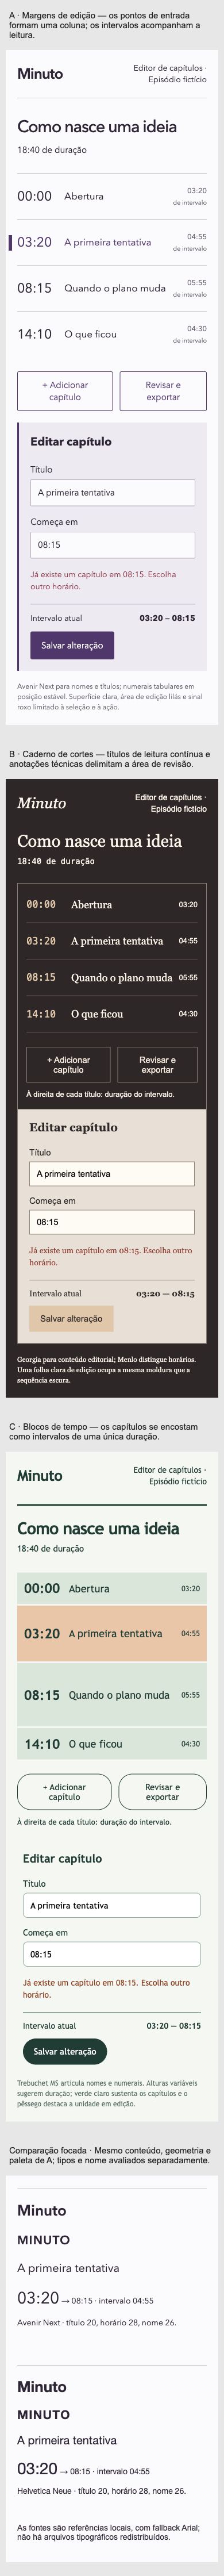 A · Margens de edição — os pontos de entrada
formam uma coluna; os intervalos acompanham a
leitura.
Minuto
Editor de capítulos ·
Episódio fictício
Como nasce uma ideia
18:40 de duração
00:00 Abertura 03:20
de intervalo
03:20 A primeira tentativa 04:55
de intervalo
08:15 Quando o plano muda 05:55
de intervalo
14:10 O que ficou 04:30
de intervalo
+ Adicionar
capítulo
Revisar e
exportar
Editar capítulo
Título
A primeira tentativa
Começa em
08:15
Já existe um capítulo em 08:15. Escolha
outro horário.
Intervalo atual 03:20 – 08:15
Salvar alteração
Avenir Next para nomes e títulos; numerais tabulares em
posição estável. Superfície clara, área de edição lilás e sinal
roxo limitado à seleção e à ação.
B · Caderno de cortes — títulos de leitura contínua e
anotações técnicas delimitam a área de revisão.
Minuto
Editor de capítulos ·
Episódio fictício
Como nasce uma ideia
18:40 de duração
00:00 Abertura 03:20
03:20 A primeira tentativa 04:55
08:15 Quando o plano muda 05:55
14:10 O que ficou 04:30
+ Adicionar
capítulo
Revisar e
exportar
À direita de cada título: duração do intervalo.
Editar capítulo
Título
A primeira tentativa
Começa em
08:15
Já existe um capítulo em 08:15. Escolha outro
horário.
Intervalo atual 03:20 — 08:15
Salvar alteração
Georgia para conteúdo editorial; Menlo distingue horários.
Uma folha clara de edição ocupa a mesma moldura que a
sequência escura.
C · Blocos de tempo — os capítulos se encostam
como intervalos de uma única duração.
Minuto
Editor de capítulos ·
Episódio fictício
Como nasce uma ideia
18:40 de duração
00:00 Abertura 03:20
03:20 A primeira tentativa 04:55
08:15 Quando o plano muda 05:55
14:10 O que ficou 04:30
+ Adicionar
capítulo
Revisar e
exportar
À direita de cada título: duração do intervalo.
Editar capítulo
Título
A primeira tentativa
Começa em
08:15
Já existe um capítulo em 08:15. Escolha outro
horário.
Intervalo atual 03:20 — 08:15
Salvar alteração
Trebuchet MS articula nomes e numerais. Alturas variáveis
sugerem duração; verde claro sustenta os capítulos e o
pêssego destaca a unidade em edição.
Comparação focada · Mesmo conteúdo, geometria e
paleta de A; tipos e nome avaliados separadamente.
Minuto
MINUTO
A primeira tentativa
03:20 → 08:15 · intervalo 04:55
Avenir Next · título 20, horário 28, nome 26.
Minuto
MINUTO
A primeira tentativa
03:20 → 08:15 · intervalo 04:55
Helvetica Neue · título 20, horário 28, nome 26.
As fontes são referências locais, com fallback Arial;
não há arquivos tipográficos redistribuídos.